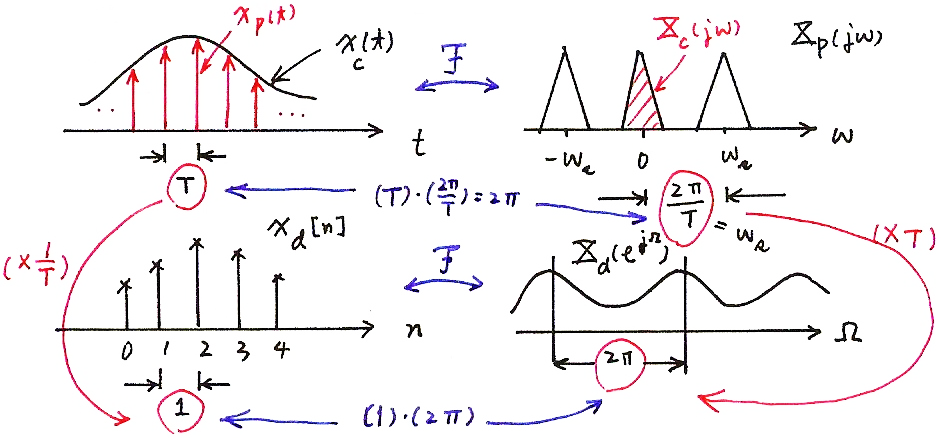 x_p(t)
x_c(t)
... ...
t
F
X_c(jw)
X_p(jw)
-w_s 0 w_s w
T
(T)·(2π/T) = 2π
2π/T = w_s
(× 1/T)
(×T)
x_d[n]
0 1 2 3 4 n
F
X_d(e^{jΩ})
Ω
2π
1
(1)·(2π)